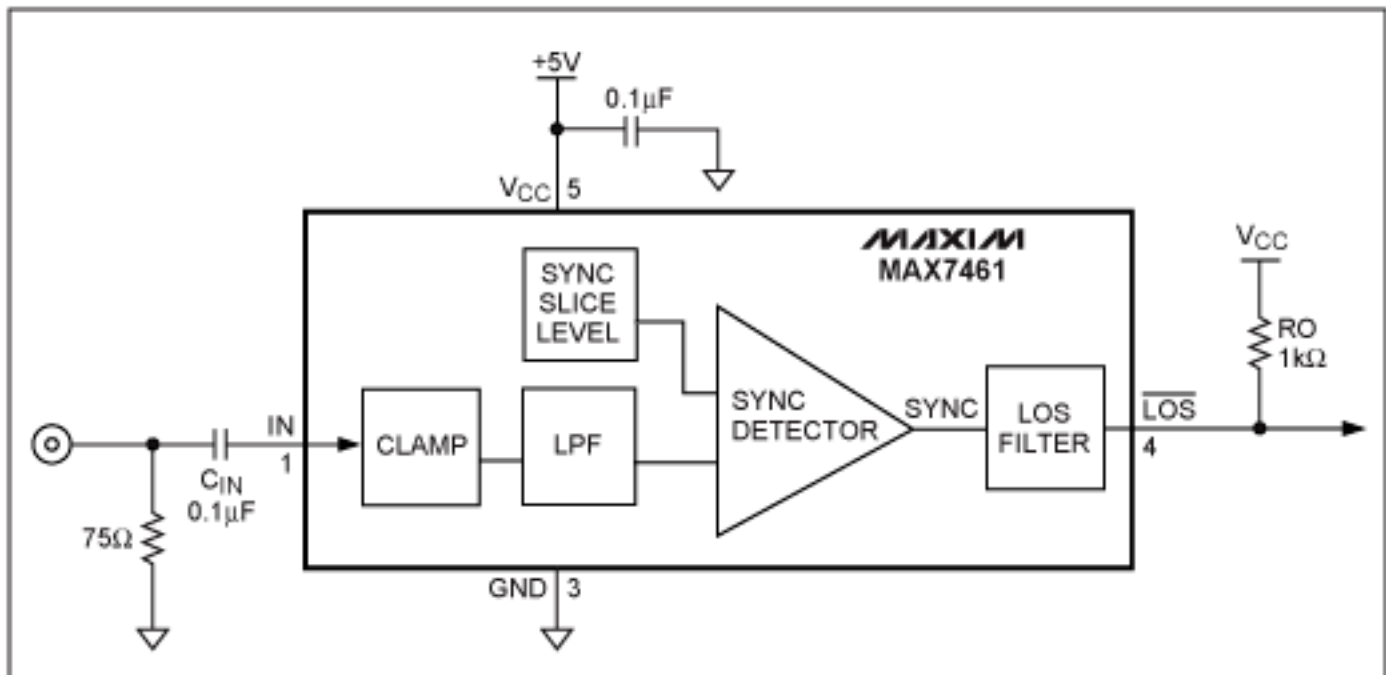 +5V
0.1µF
VCC 5
MAXIM
MAX7461
SYNC
SLICE
LEVEL
VCC
RO
1kΩ
SYNC
DETECTOR
SYNC
LOS
FILTER
LOS
4
IN
1
CLAMP
LPF
CIN
0.1µF
75Ω
GND 3